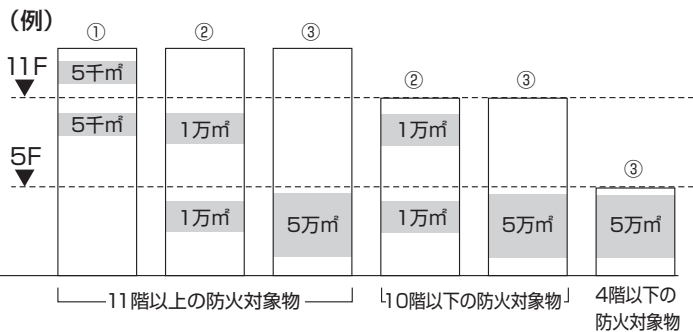 (例)
① ② ③
11F
5千㎡
② ③
5千㎡ 1万㎡ 1万㎡
5F
③
1万㎡ 5万㎡ 1万㎡ 5万㎡ 5万㎡
11階以上の防火対象物 10階以下の防火対象物 4階以下の
防火対象物